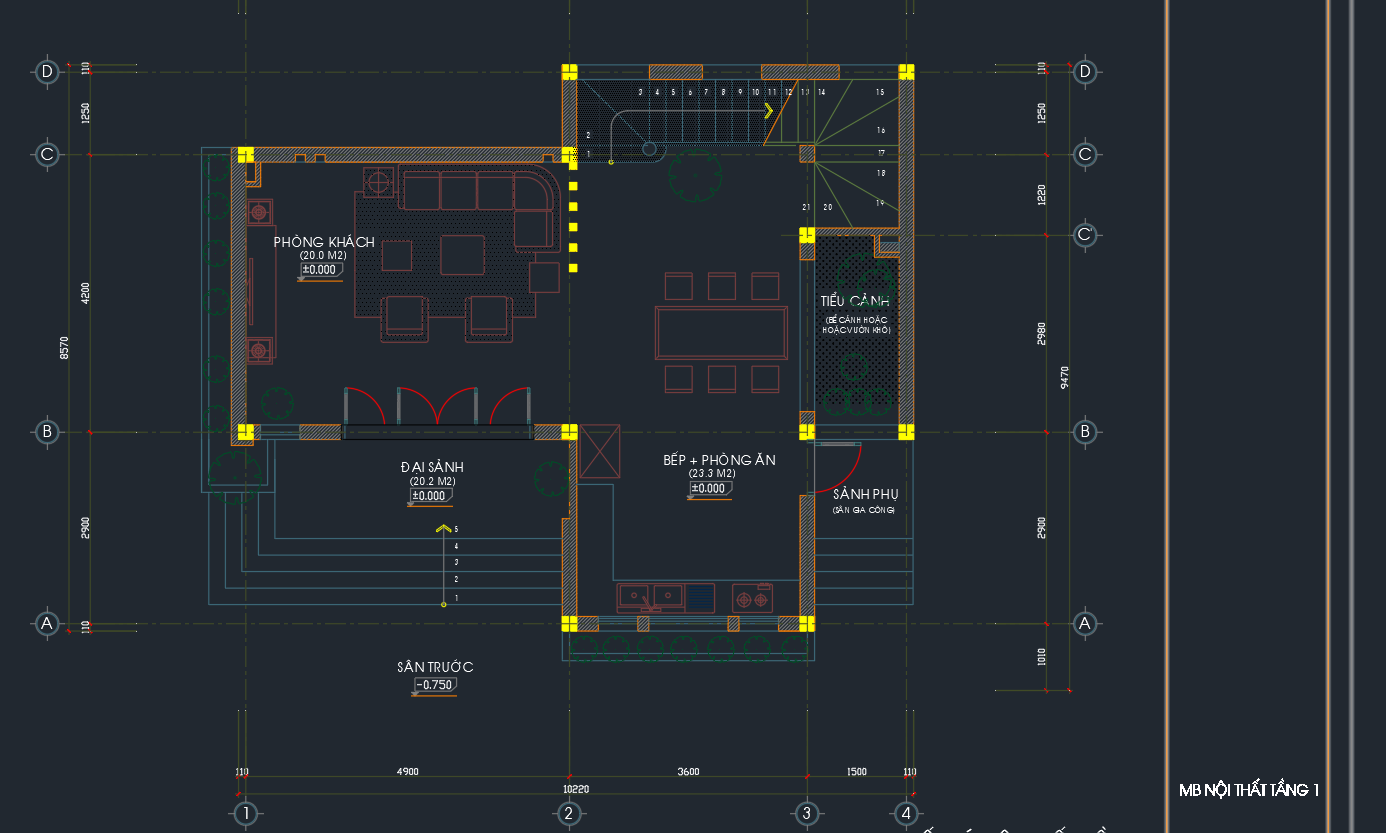 D
110
110
D
3
4
5
6
7
8
9
10
11
12
13
14
15
1250
1250
2
16
C
1
17
C
18
1220
19
21
20
C'
PHÒNG KHÁCH
(20.0 M2)
±0.000
4200
TIỂU CẢNH
(BỂ CẢNH HOẶC
HOẶC VƯỜN KHÔ)
2980
8570
9470
B
B
ĐẠI SẢNH
(20.2 M2)
±0.000
BẾP + PHÒNG ĂN
(23.3 M2)
±0.000
SẢNH PHỤ
(SÂN GIA CÔNG)
2900
2900
5
4
3
2
1
A
110
A
SÂN TRƯỚC
-0.750
1010
110
4900
3600
1500
110
10220
1
2
3
4
MB NỘI THẤT TẦNG 1